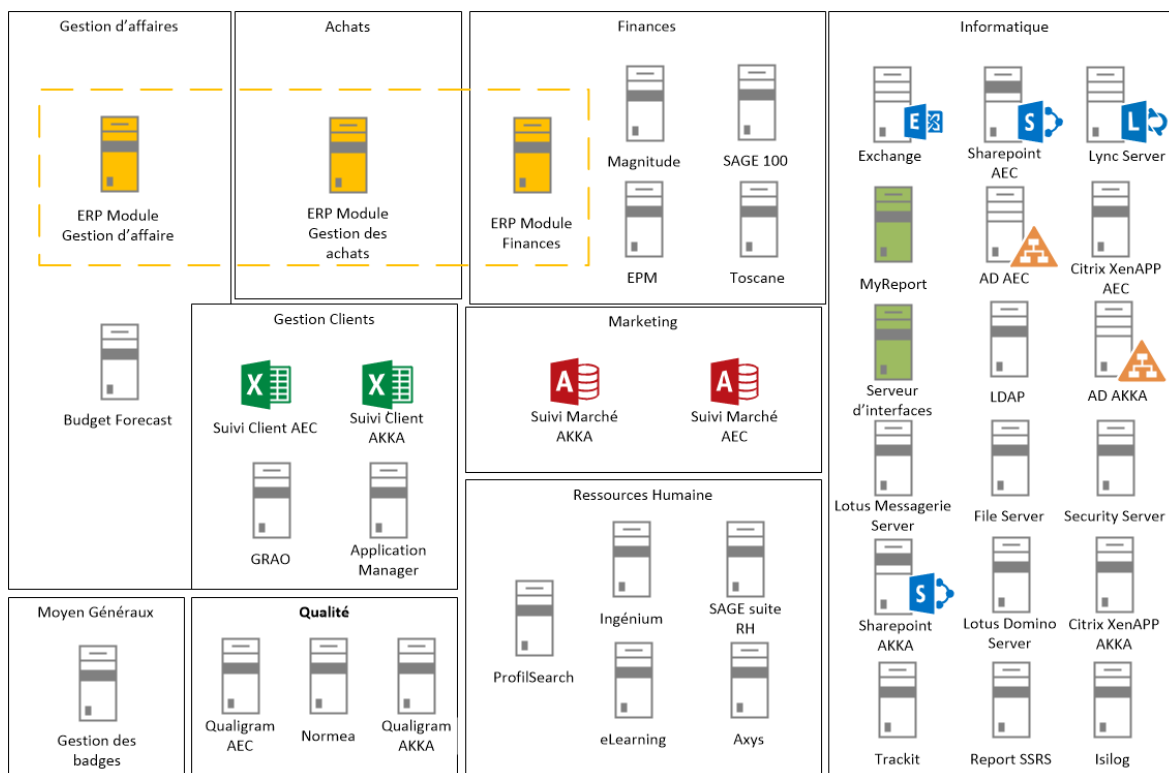 Gestion d'affaires
Achats
Finances
Informatique
ERP Module
Gestion d'affaire
ERP Module
Gestion des
achats
ERP Module
Finances
Magnitude
SAGE 100
EPM
Toscane
Budget Forecast
Gestion Clients
X
X
Suivi Client AEC
Suivi Client
AKKA
GRAO
Application
Manager
Marketing
A
A
Suivi Marché
AKKA
Suivi Marché
AEC
Ressources Humaine
ProfilSearch
Ingénium
SAGE suite
RH
eLearning
Axys
Moyen Généraux
Gestion des
badges
Qualité
Qualigram
AEC
Normea
Qualigram
AKKA
E
S
L
Exchange
Sharepoint
AEC
Lync Server
MyReport
AD AEC
Citrix XenAPP
AEC
Serveur
d'interfaces
LDAP
AD AKKA
Lotus Messagerie
Server
File Server
Security Server
S
Sharepoint
AKKA
Lotus Domino
Server
Citrix XenAPP
AKKA
Trackit
Report SSRS
Isilog